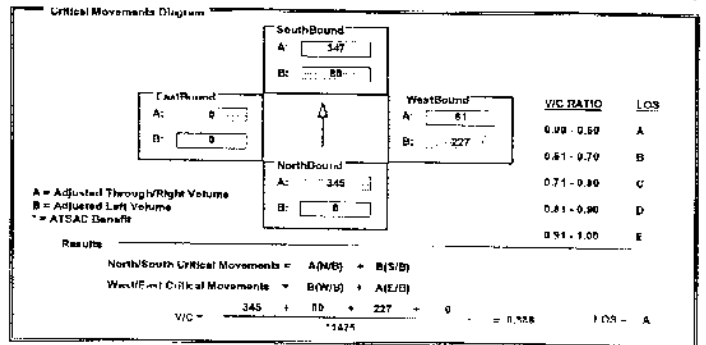 Critical Movements Diagram
SouthBound
A: 347
B: 80
EastBound
A: 0
B: 0
WestBound
A: 61
B: 227
NorthBound
A: 345
B: 0
V/C RATIO LOS
0.00 - 0.60 A
0.61 - 0.70 B
0.71 - 0.80 C
0.81 - 0.90 D
0.91 - 1.00 E
A = Adjusted Through/Right Volume
B = Adjusted Left Volume
* = ATSAC Benefit
Results
North/South Critical Movements = A(N/B) + B(S/B)
West/East Critical Movements = B(W/B) + A(E/B)
V/C = 345 + 80 + 227 + 0
*1425
= LOS = A